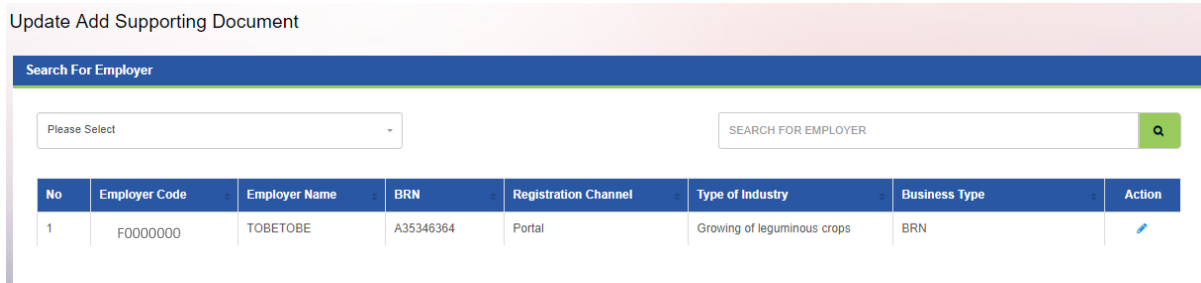 Update Add Supporting Document
Search For Employer
Please Select
SEARCH FOR EMPLOYER
No Employer Code Employer Name BRN Registration Channel Type of Industry Business Type Action
1 F0000000 TOBETOBE A35346364 Portal Growing of leguminous crops BRN